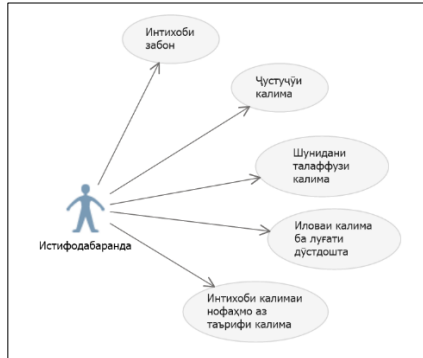 Интихоби
забон
Ҷустуҷӯи
калима
Шунидани
талаффузи
калима
Истифодабаранда
Иловаи калима
ба луғати
дӯстдошта
Интихоби калимаи
нофаҳмо аз
таърифи калима